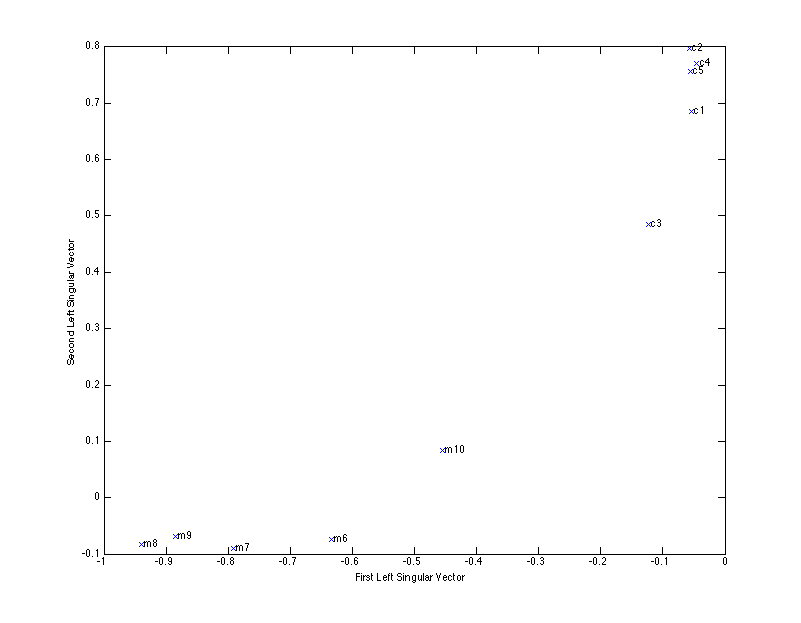 0.8
c2
c4
c5
0.7
c1
0.6
0.5
c3
0.4
Second Left Singular Vector
0.3
0.2
0.1
m10
0
m8
m9
m7
m6
-0.1
-1 -0.9 -0.8 -0.7 -0.6 -0.5 -0.4 -0.3 -0.2 -0.1 0
First Left Singular Vector